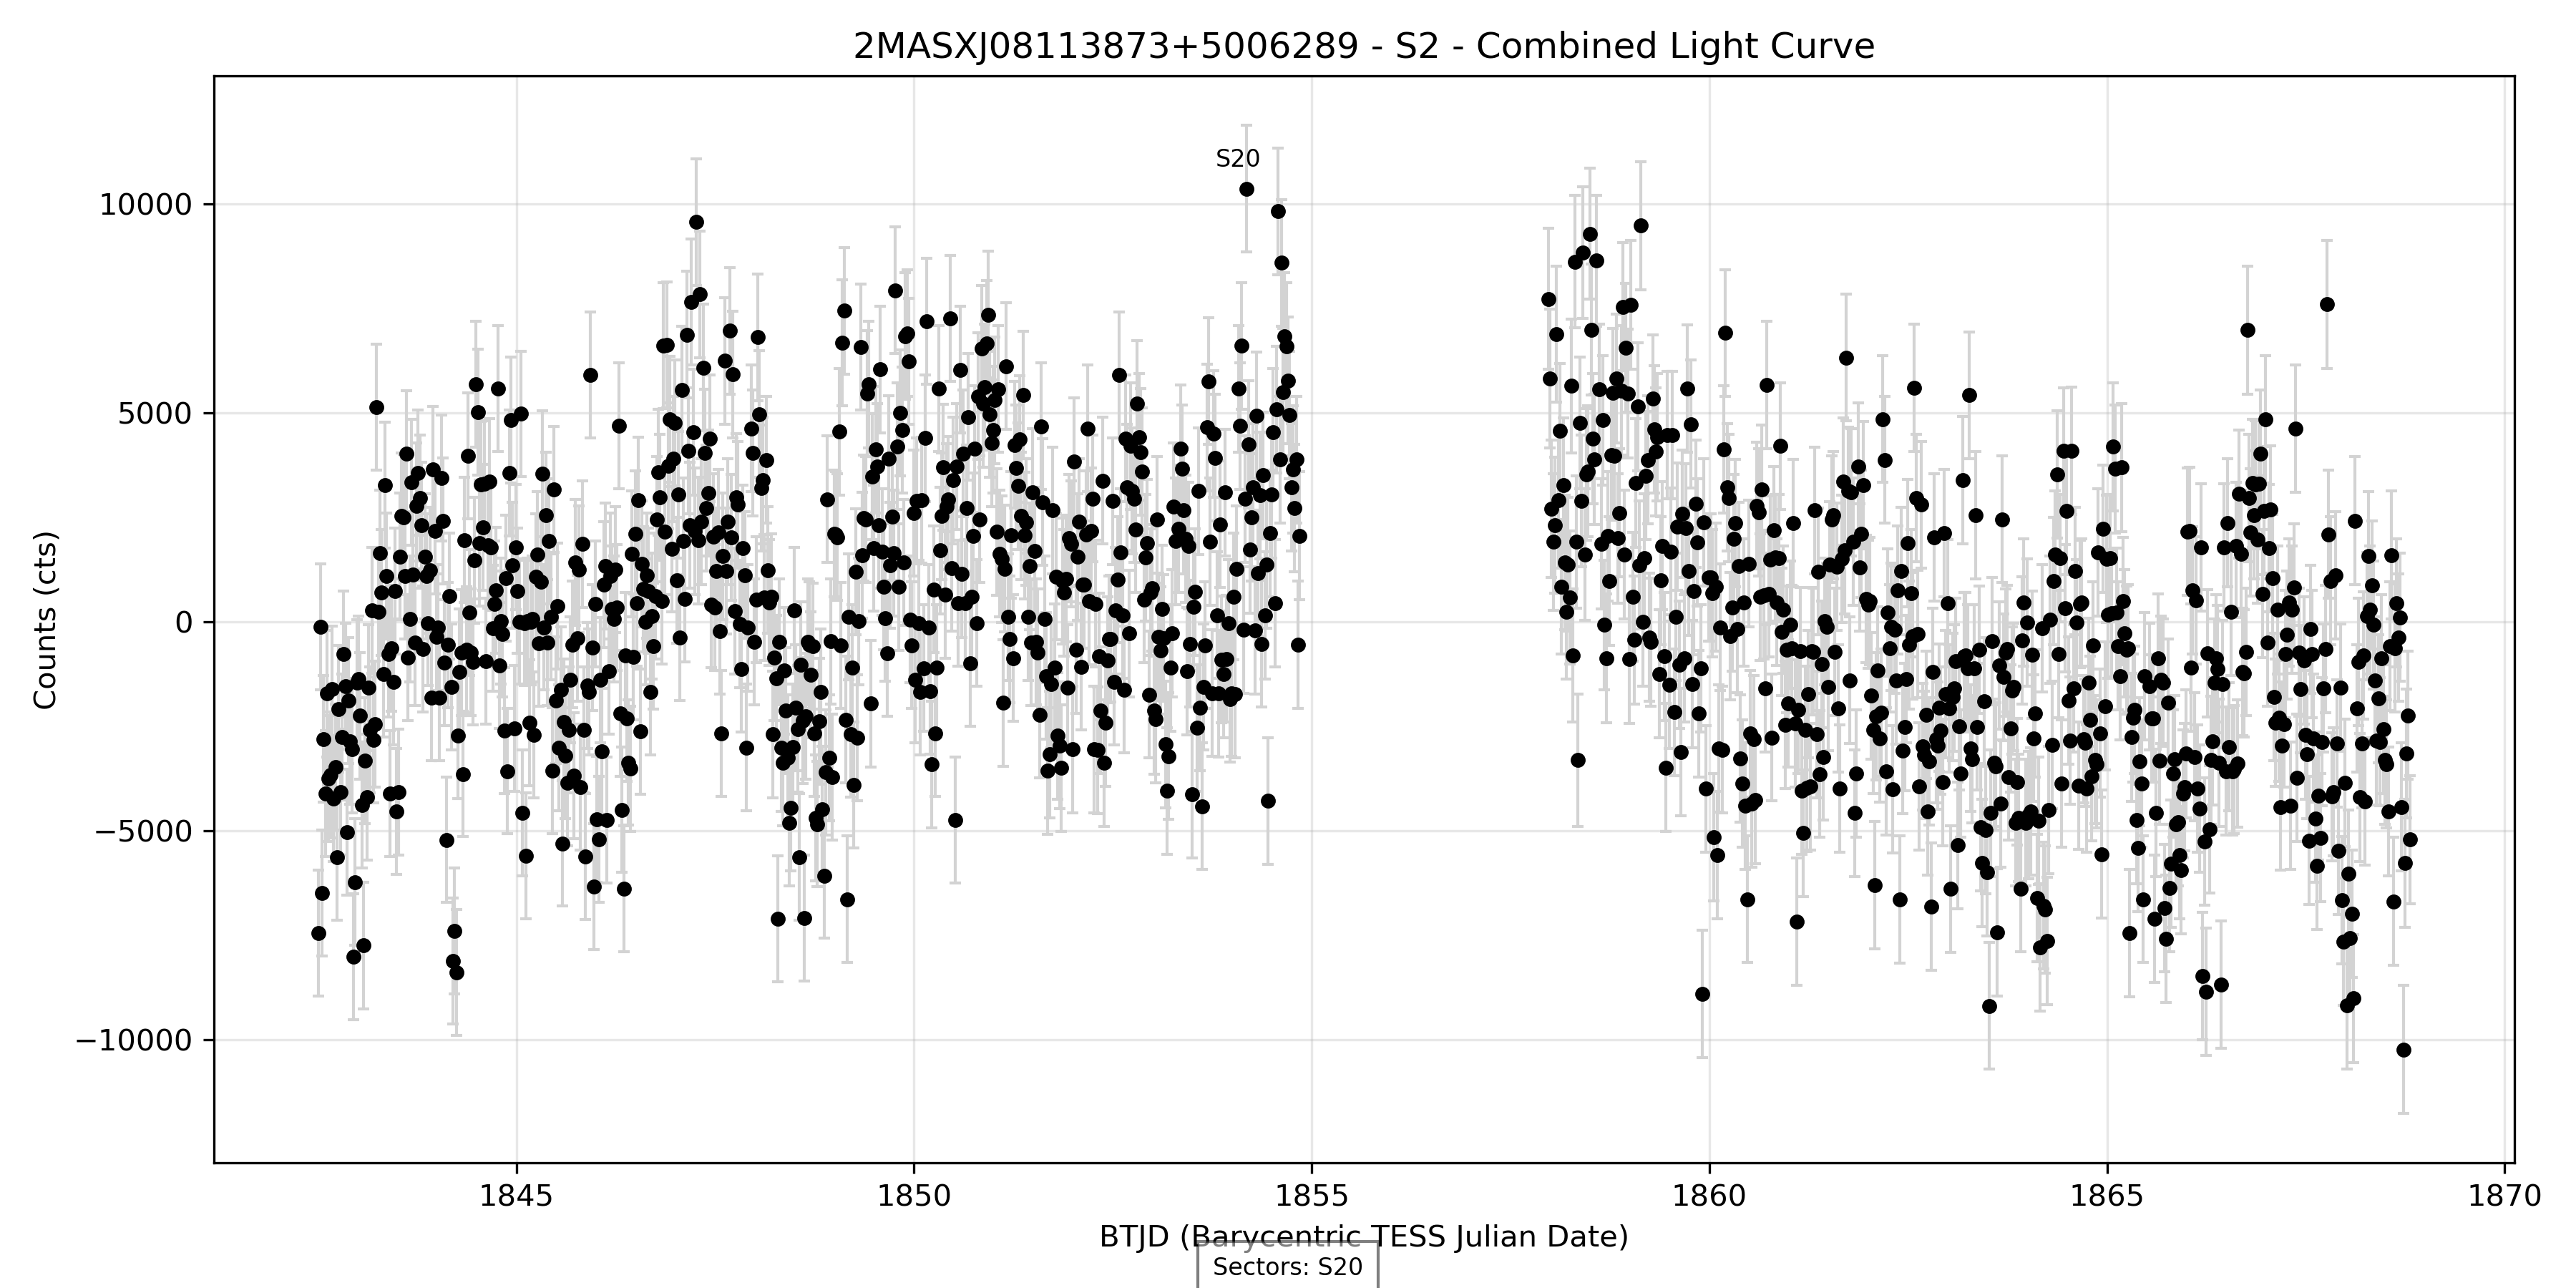 2MASXJ08113873+5006289 - S2 - Combined Light Curve
S20
10000
5000
0
−5000
−10000
Counts (cts)
1845 1850 1855 1860 1865 1870
BTJD (Barycentric TESS Julian Date)
Sectors: S20